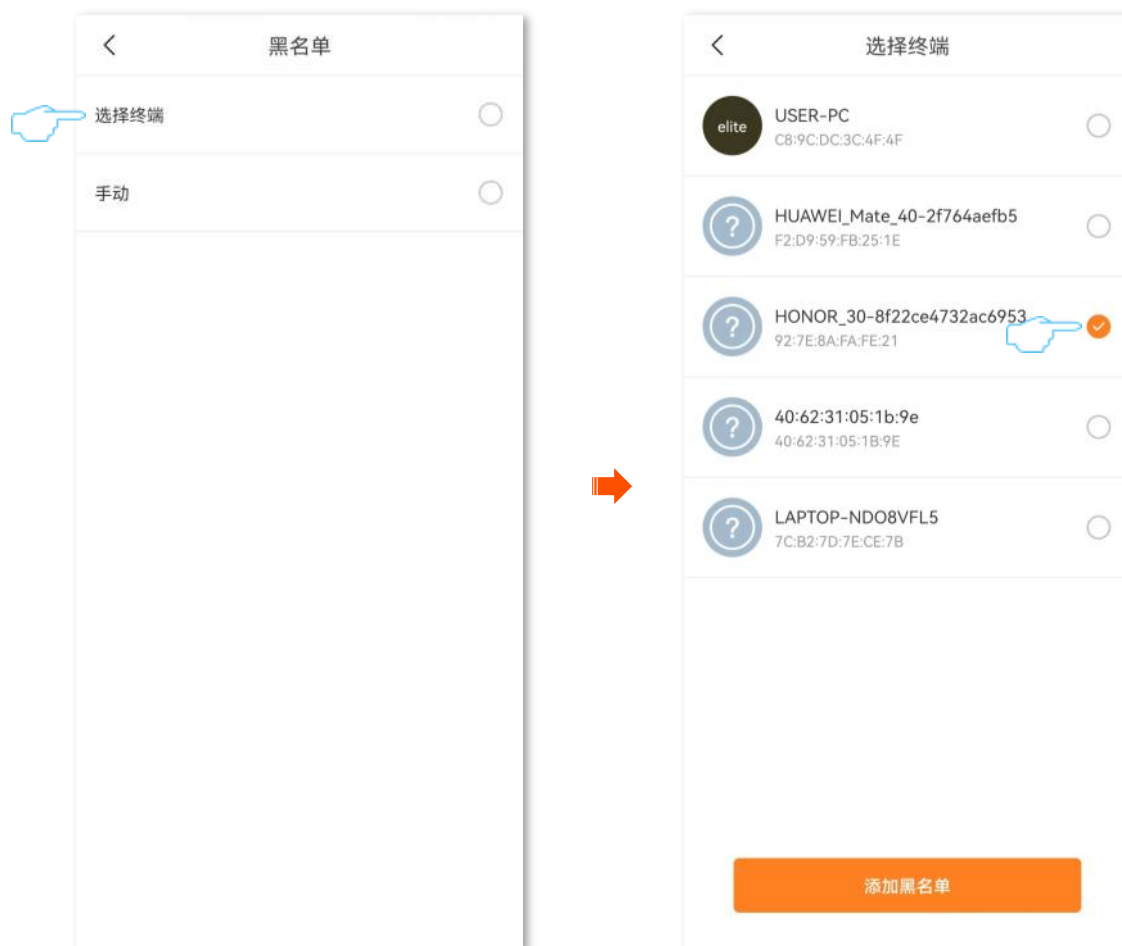 黑名单
选择终端
手动
选择终端
elite
USER-PC
C8:9C:DC:3C:4F:4F
HUAWEI_Mate_40-2f764aefb5
F2:D9:59:FB:25:1E
HONOR_30-8f22ce4732ac6953
92:7E:8A:FA:FE:21
40:62:31:05:1b:9e
40:62:31:05:1B:9E
LAPTOP-NDO8VFL5
7C:B2:7D:7E:CE:7B
添加黑名单